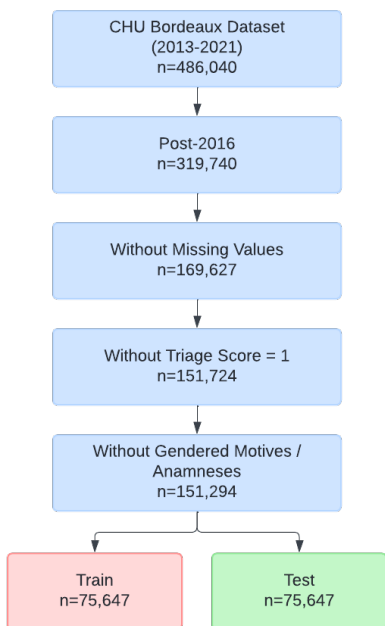 CHU Bordeaux Dataset
(2013-2021)
n=486,040
Post-2016
n=319,740
Without Missing Values
n=169,627
Without Triage Score = 1
n=151,724
Without Gendered Motives /
Anamneses
n=151,294
Train
n=75,647
Test
n=75,647